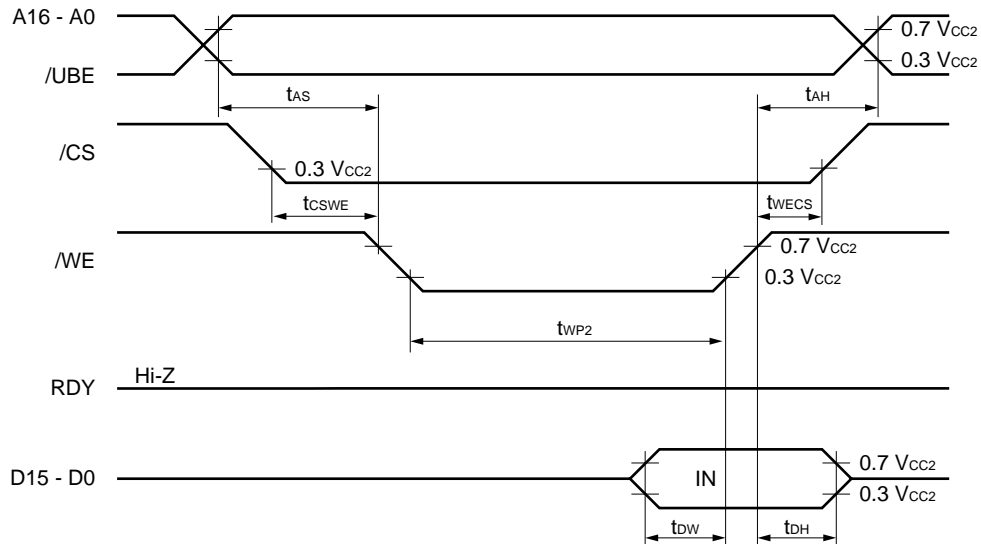 A16 - A0
0.7 VCC2
0.3 VCC2
/UBE
tAS
tAH
/CS
0.3 VCC2
tCSWE
tWECS
/WE
0.7 VCC2
0.3 VCC2
tWP2
RDY
Hi-Z
D15 - D0
IN
0.7 VCC2
0.3 VCC2
tDW
tDH